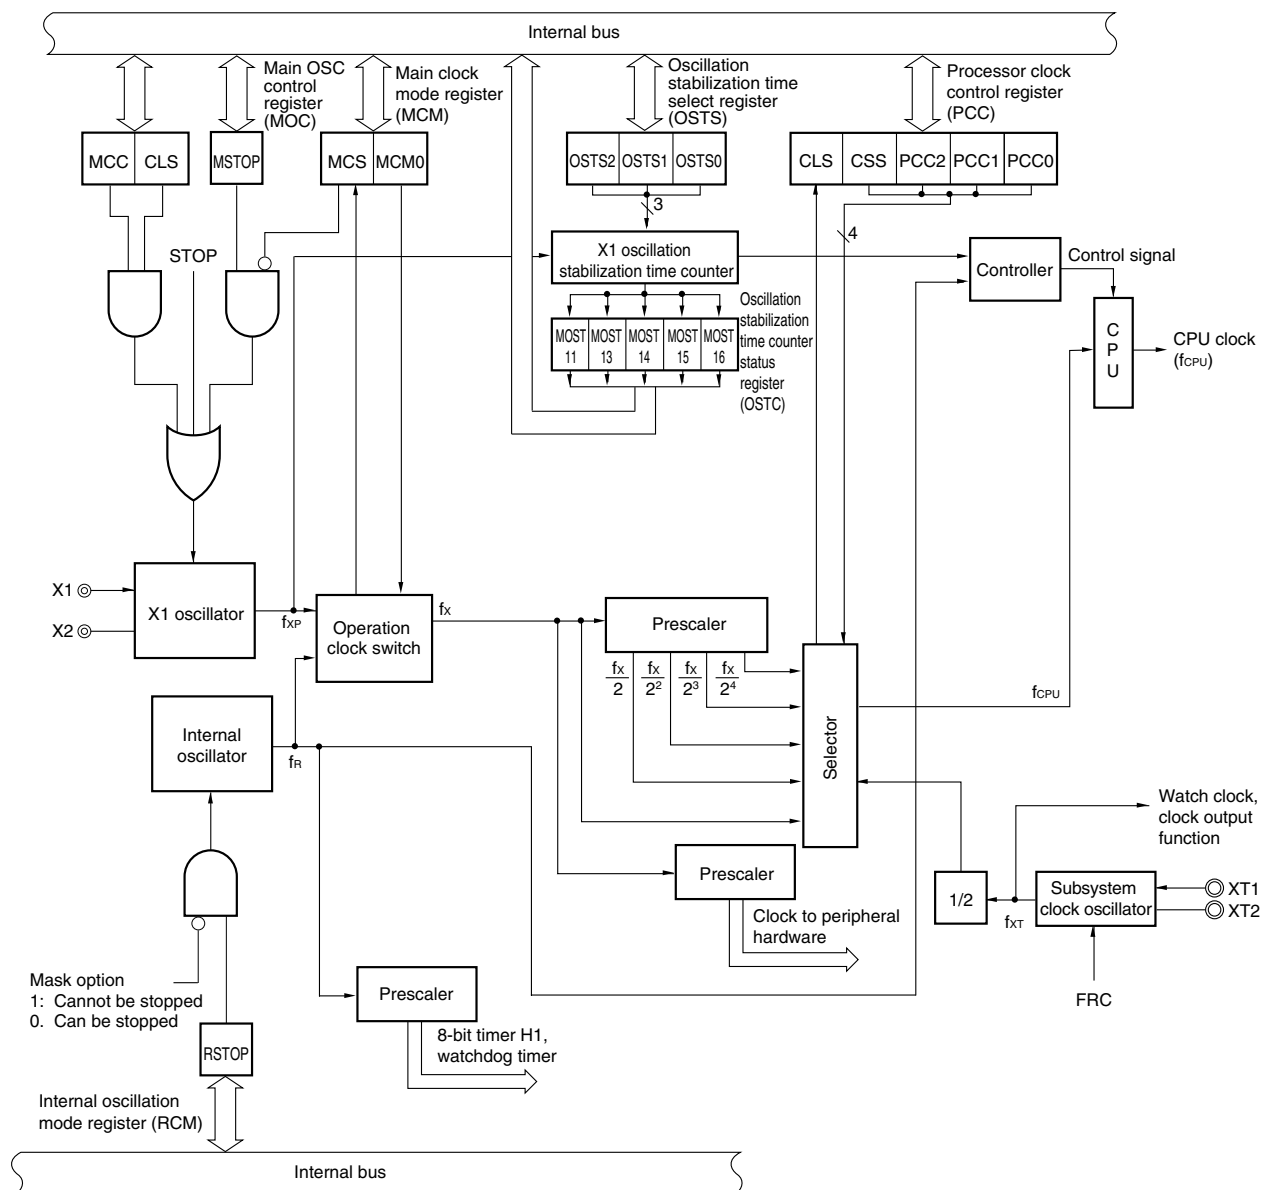 Internal bus
Main OSC
control
register
(MOC)
Main clock
mode register
(MCM)
Oscillation
stabilization time
select register
(OSTS)
Processor clock
control register
(PCC)
MCC
CLS
MSTOP
MCS
MCM0
OSTS2
OSTS1
OSTS0
CLS
CSS
PCC2
PCC1
PCC0
3
4
STOP
X1 oscillation
stabilization time counter
Controller
Control signal
Oscillation
stabilization
time counter
status
register
(OSTC)
MOST
11
MOST
13
MOST
14
MOST
15
MOST
16
C
P
U
CPU clock
(fCPU)
X1
X2
X1 oscillator
fXP
Operation
clock switch
fX
Prescaler
fX
2
fX
2²
fX
2³
fX
2⁴
Selector
fCPU
Internal
oscillator
fR
Watch clock,
clock output
function
Prescaler
Clock to peripheral
hardware
1/2
fXT
Subsystem
clock oscillator
XT1
XT2
FRC
Mask option
1: Cannot be stopped
0. Can be stopped
Prescaler
8-bit timer H1,
watchdog timer
RSTOP
Internal oscillation
mode register (RCM)
Internal bus